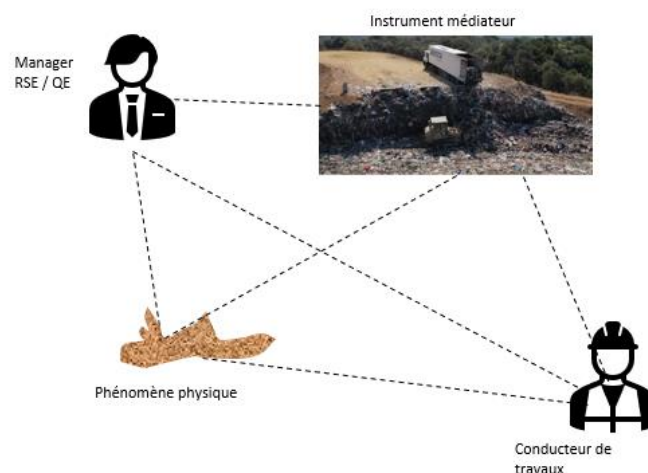 Instrument médiateur
Manager
RSE / QE
Phénomène physique
Conducteur de
travaux